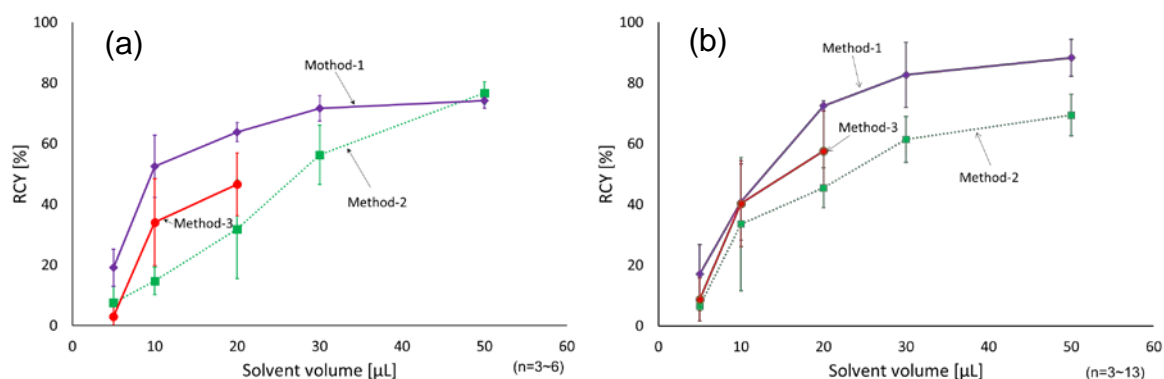 (a)
Mothod-1
Method-3
Method-2
RCY [%]
100
80
60
40
20
0
0 10 20 30 40 50 60
Solvent volume [µL]
(n=3~6)
(b)
Method-1
Method-3
Method-2
RCY [%]
100
80
60
40
20
0
0 10 20 30 40 50 60
Solvent volume [µL]
(n=3~13)